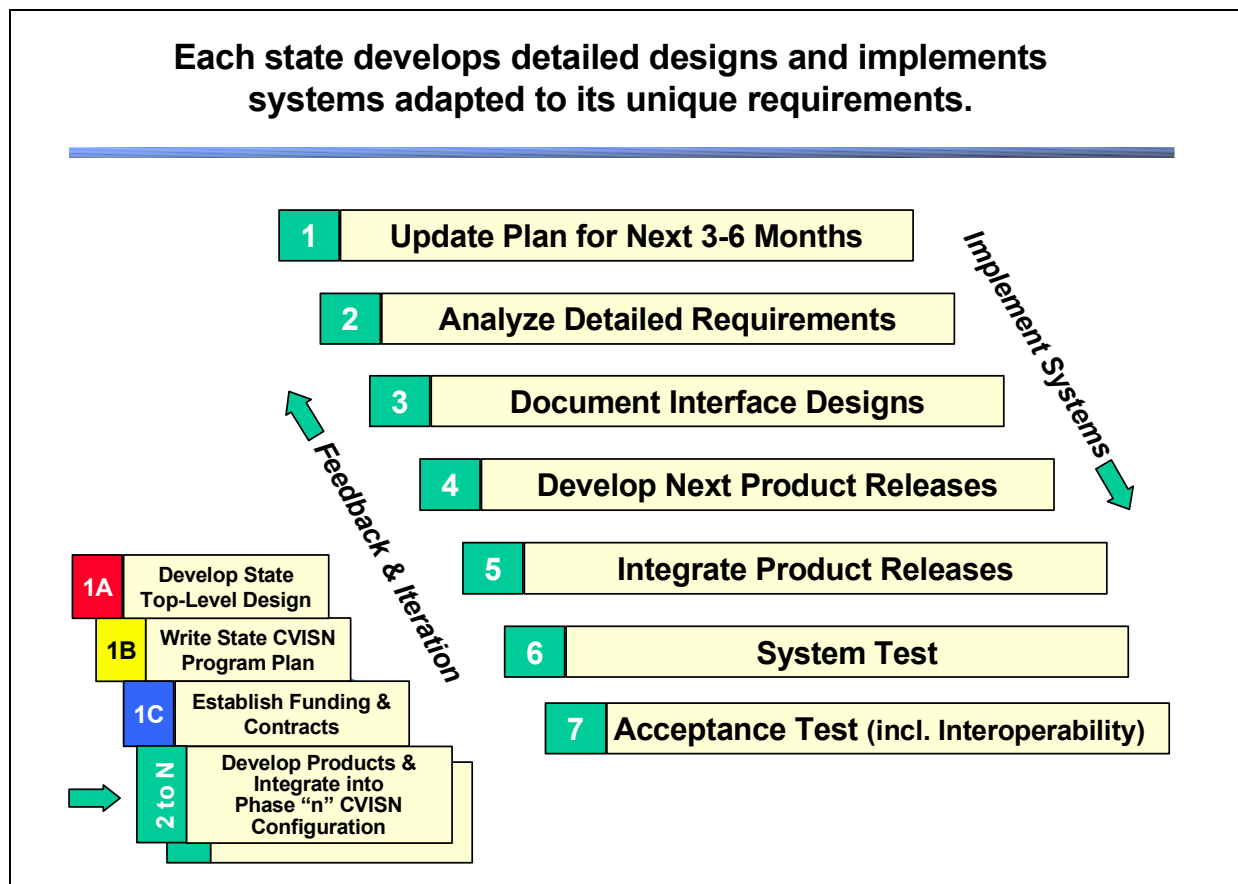 Each state develops detailed designs and implements
systems adapted to its unique requirements.
1 Update Plan for Next 3-6 Months
2 Analyze Detailed Requirements
3 Document Interface Designs
4 Develop Next Product Releases
5 Integrate Product Releases
6 System Test
7 Acceptance Test (incl. Interoperability)
Implement Systems
Feedback & Iteration
1A Develop State
Top-Level Design
1B Write State CVISN
Program Plan
1C Establish Funding &
Contracts
2 to N Develop Products &
Integrate into
Phase “n” CVISN
Configuration